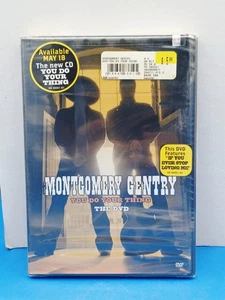 Available
MAY 18
The new CD
YOU DO
YOUR THING
This DVD
Features
"IF YOU
EVER STOP
LOVING ME"
MONTGOMERY GENTRY
YOU DO YOUR THING
THE DVD
DVD